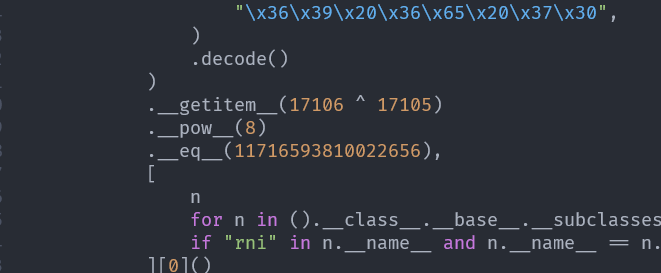 "\x36\x39\x20\x36\x65\x20\x37\x30",
)
.decode()
)
.__getitem__(17106 ^ 17105)
.__pow__(8)
.__eq__(11716593810022656),
[
n
for n in ().__class__.__base__.__subclasses
if "rni" in n.__name__ and n.__name__ == n.
][0]()